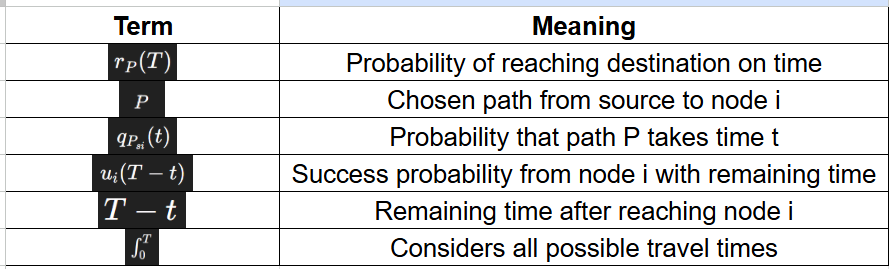 Term Meaning
r_P(T) Probability of reaching destination on time
P Chosen path from source to node i
q_{P_{si}}(t) Probability that path P takes time t
u_i(T − t) Success probability from node i with remaining time
T − t Remaining time after reaching node i
∫_0^T Considers all possible travel times